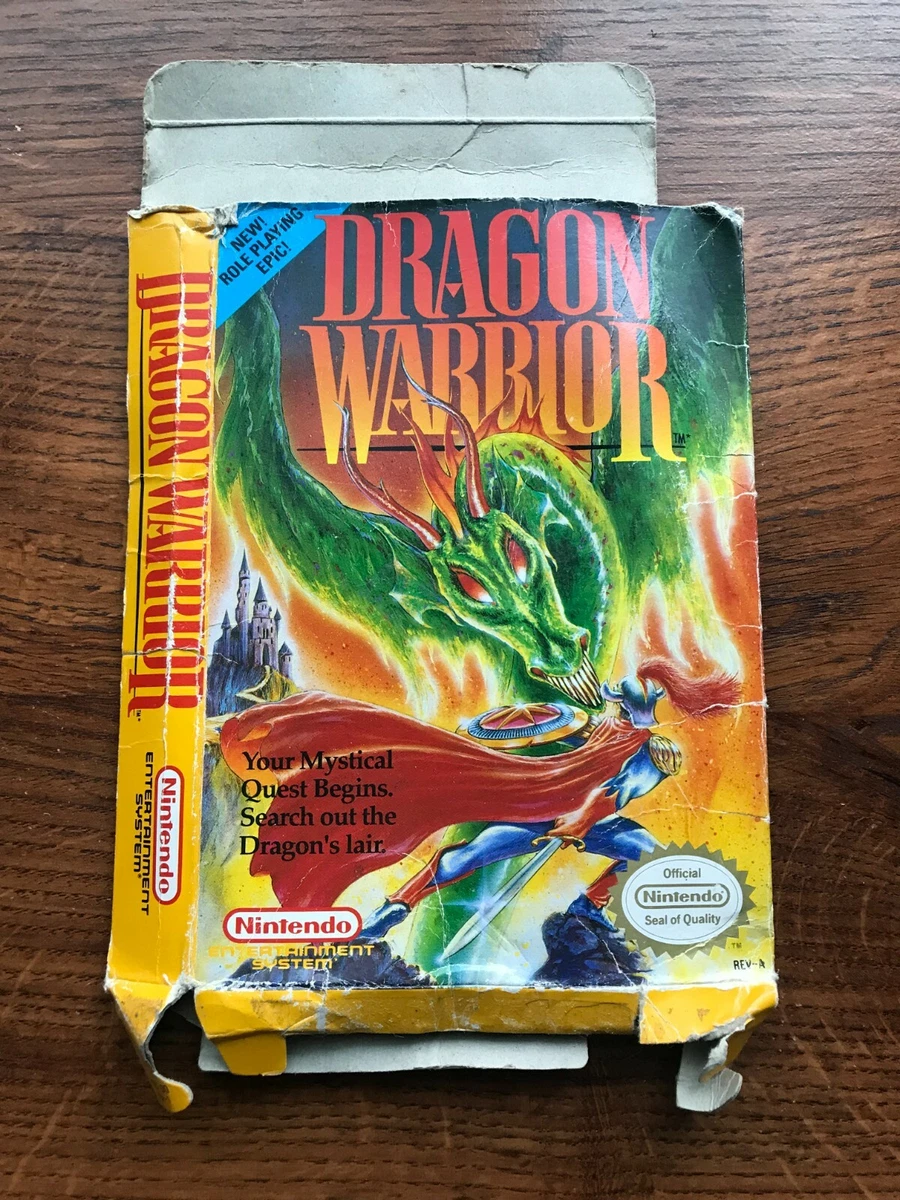 NEW!
ROLE PLAYING
EPIC!
DRAGON
WARRIOR
TM
DRAGON WARRIOR
TM
Nintendo
ENTERTAINMENT
SYSTEM
Your Mystical
Quest Begins.
Search out the
Dragon's lair.
Nintendo
ENTERTAINMENT
SYSTEM
Official
Nintendo
Seal of Quality
TM
REV-A